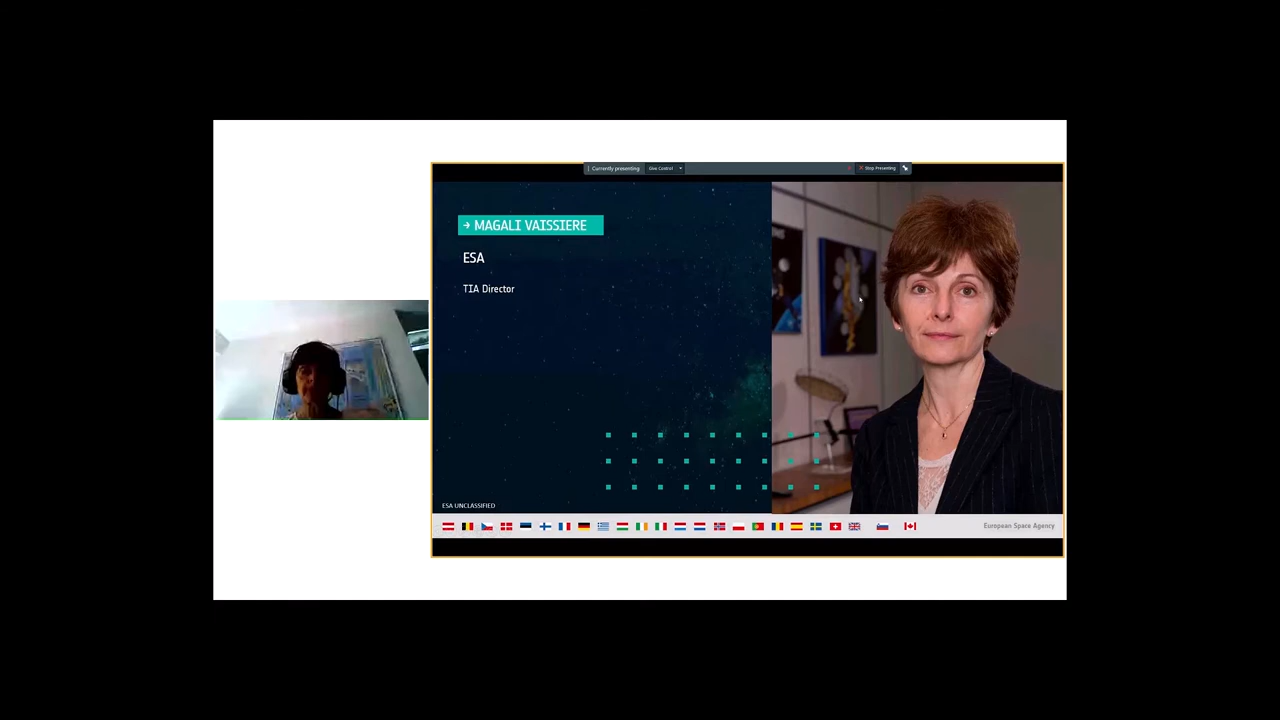 Currently presenting Give Control Stop Presenting
→ MAGALI VAISSIERE
ESA
TIA Director
ESA UNCLASSIFIED
European Space Agency